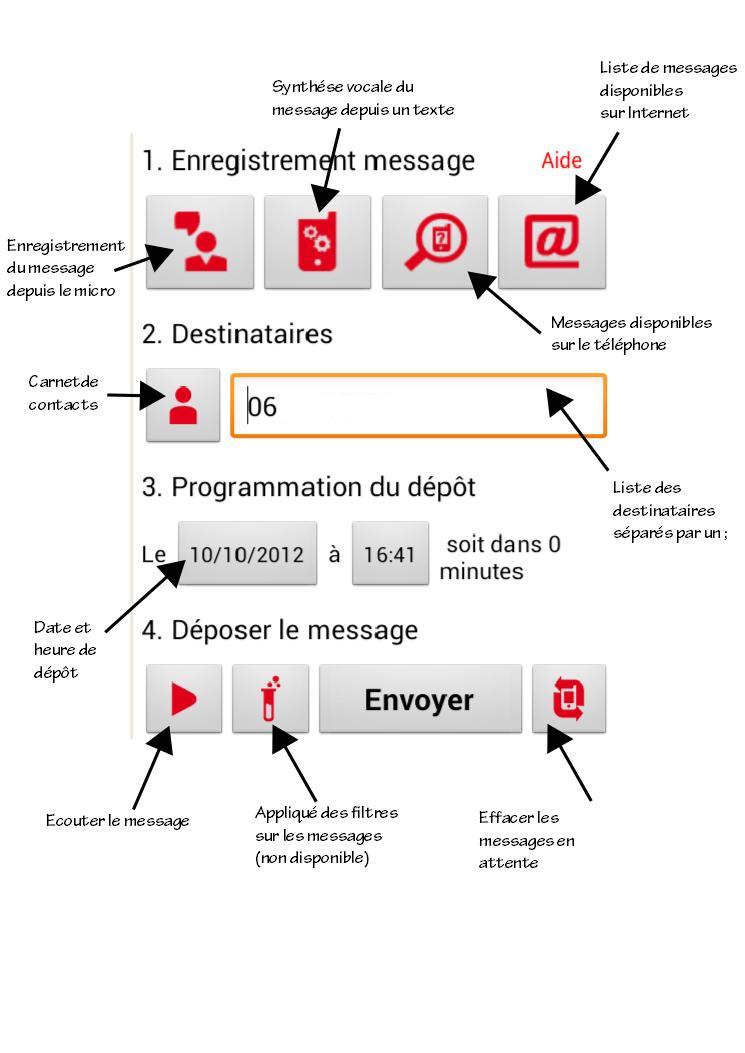 Liste de messages
disponibles
sur Internet
Synthése vocale du
message depuis un texte
1. Enregistrement message
Aide
@
?
Enregistrement
du message
depuis le micro
Messages disponibles
sur le téléphone
2. Destinataires
Carnet de
contacts
06
3. Programmation du dépôt
Liste des
destinataires
séparés par un ;
Le 10/10/2012 à 16:41 soit dans 0
minutes
Date et
heure de
dépôt
4. Déposer le message
Envoyer
Ecouter le message
Appliqué des filtres
sur les messages
(non disponible)
Effacer les
messages en
attente